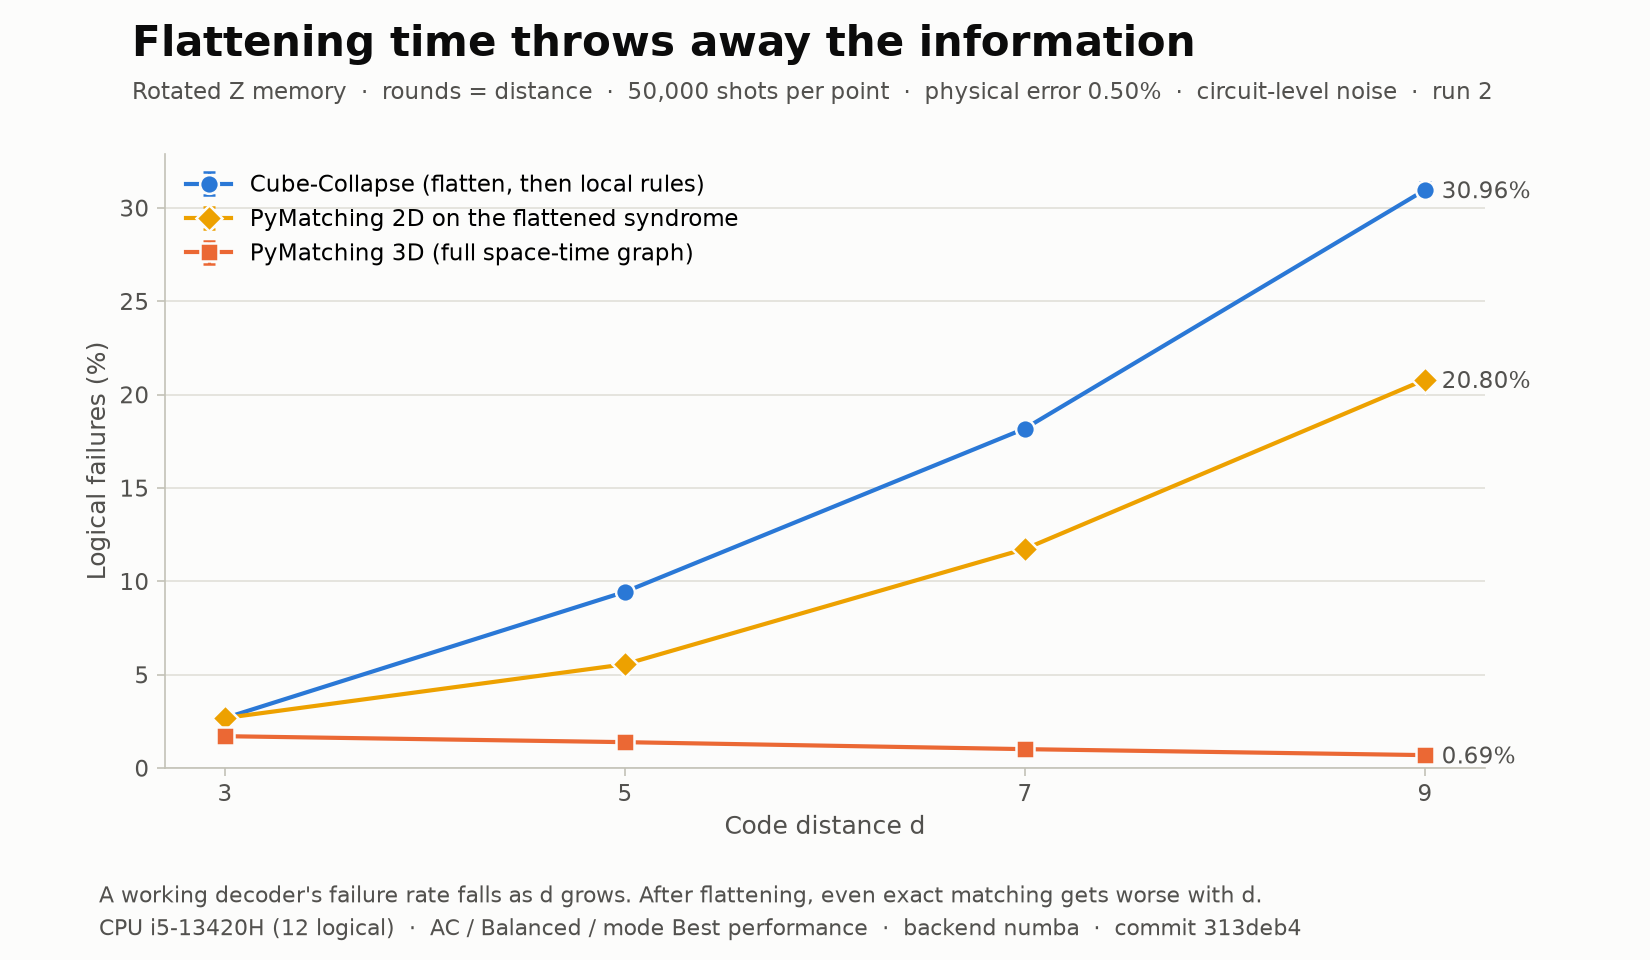 Flattening time throws away the information
Rotated Z memory · rounds = distance · 50,000 shots per point · physical error 0.50% · circuit-level noise · run 2
Cube-Collapse (flatten, then local rules)
PyMatching 2D on the flattened syndrome
PyMatching 3D (full space-time graph)
30.96%
20.80%
0.69%
Logical failures (%)
30
25
20
15
10
5
0
3
5
7
9
Code distance d
A working decoder's failure rate falls as d grows. After flattening, even exact matching gets worse with d.
CPU i5-13420H (12 logical) · AC / Balanced / mode Best performance · backend numba · commit 313deb4